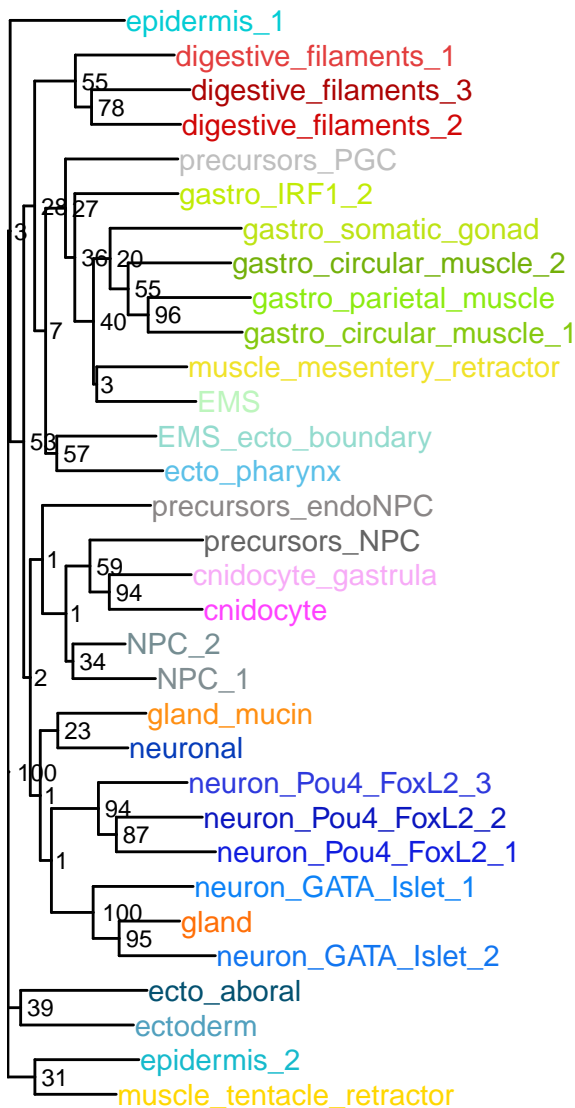 epidermis_1
digestive_filaments_1
55
digestive_filaments_3
78
digestive_filaments_2
precursors_PGC
gastro_IRF1_2
28
27
gastro_somatic_gonad
3
36
20
gastro_circular_muscle_2
55
gastro_parietal_muscle
96
40
7
gastro_circular_muscle_1
muscle_mesentery_retractor
3
EMS
EMS_ecto_boundary
53
57
ecto_pharynx
precursors_endoNPC
precursors_NPC
1
59
cnidocyte_gastrula
94
cnidocyte
1
NPC_2
34
2
NPC_1
gland_mucin
23
neuronal
100
neuron_Pou4_FoxL2_3
1
94
neuron_Pou4_FoxL2_2
87
neuron_Pou4_FoxL2_1
1
neuron_GATA_Islet_1
100
gland
95
neuron_GATA_Islet_2
ecto_aboral
39
ectoderm
epidermis_2
31
muscle_tentacle_retractor